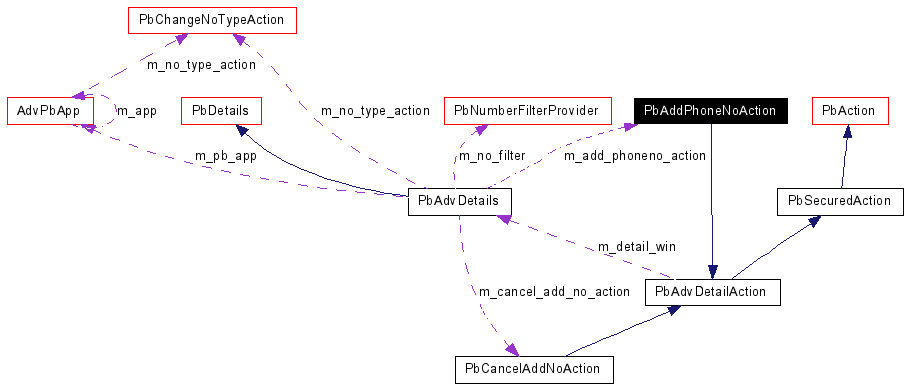 PbChangeNoTypeAction
m_no_type_action
AdvPbApp
m_app
PbDetails
m_no_type_action
PbNumberFilterProvider
PbAddPhoneNoAction
PbAction
m_pb_app
m_no_filter
m_add_phoneno_action
PbAdvDetails
PbSecuredAction
m_detail_win
m_cancel_add_no_action
PbAdvDetailAction
PbCancelAddNoAction